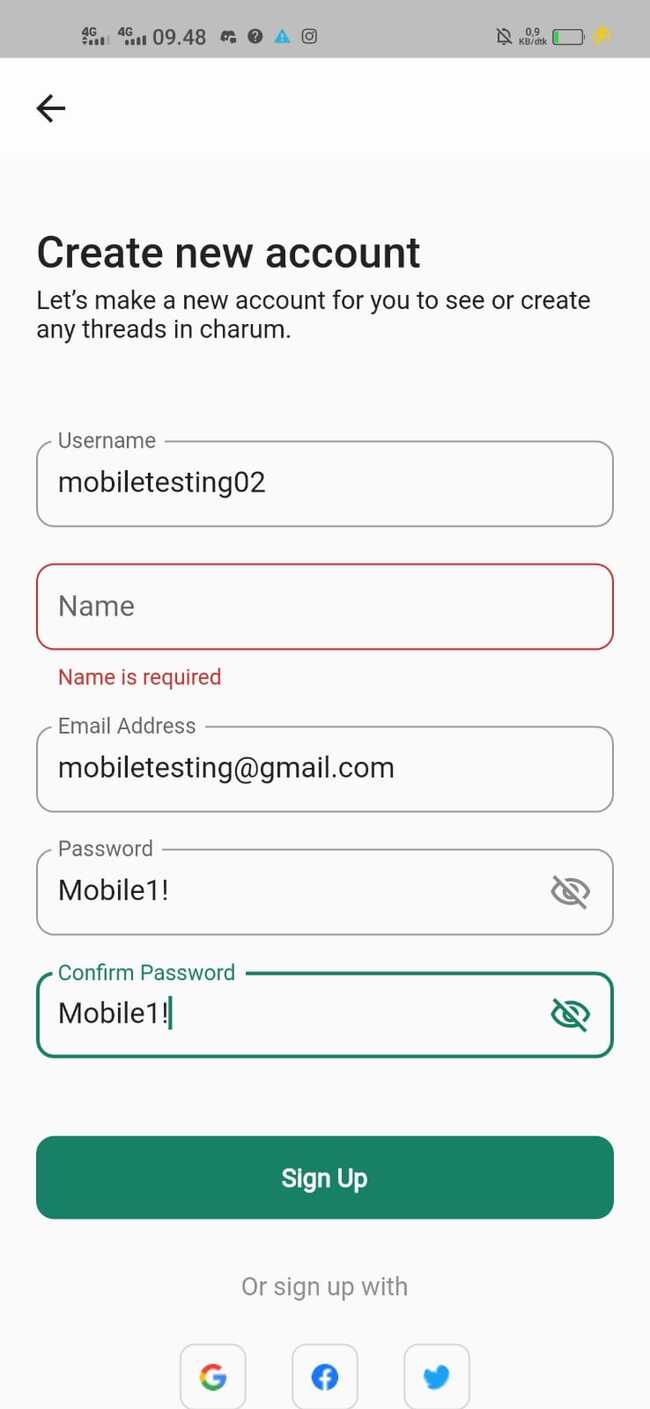 4G 4G 09.48 0,9 KB/dtk
Create new account
Let’s make a new account for you to see or create
any threads in charum.
Username
mobiletesting02
Name
Name is required
Email Address
mobiletesting@gmail.com
Password
Mobile1!
Confirm Password
Mobile1!
Sign Up
Or sign up with